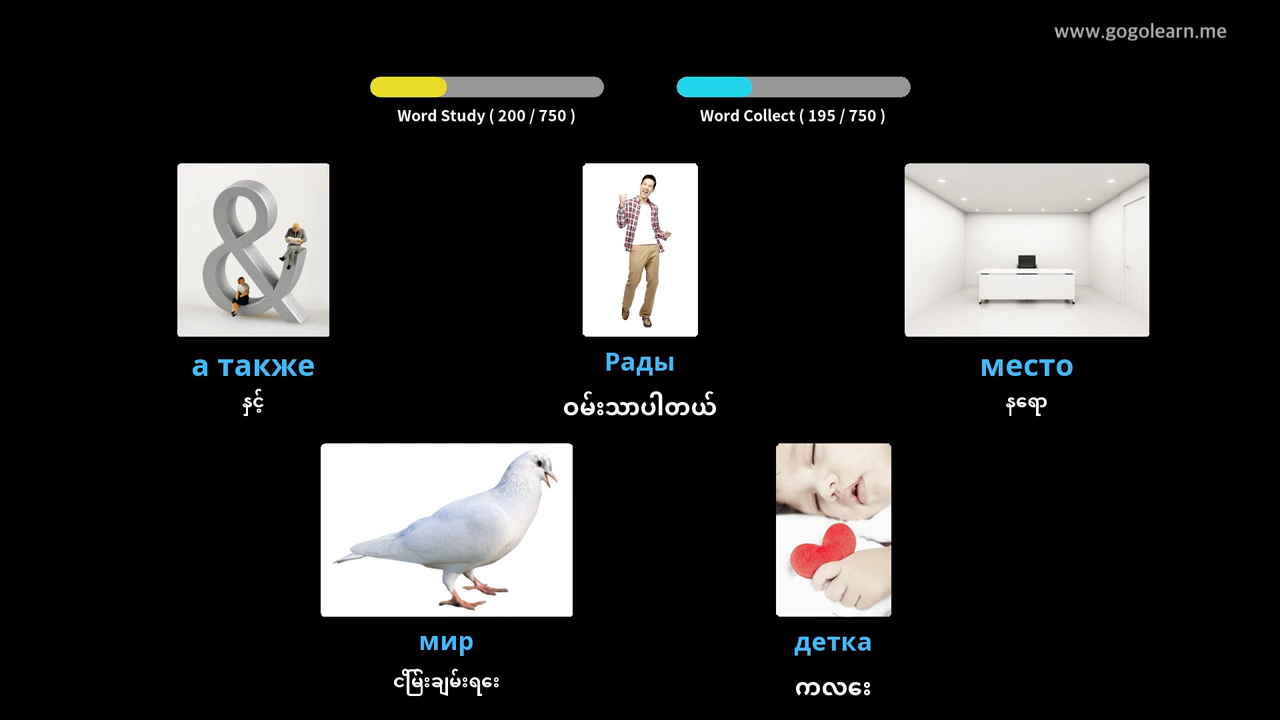 www.gogolearn.me
Word Study ( 200 / 750 )
Word Collect ( 195 / 750 )
а также
နှင့်
Рады
ဝမ်းသာပါတယ်
место
နေရာ
мир
ငြိမ်းချမ်းရေး
детка
ကလေး